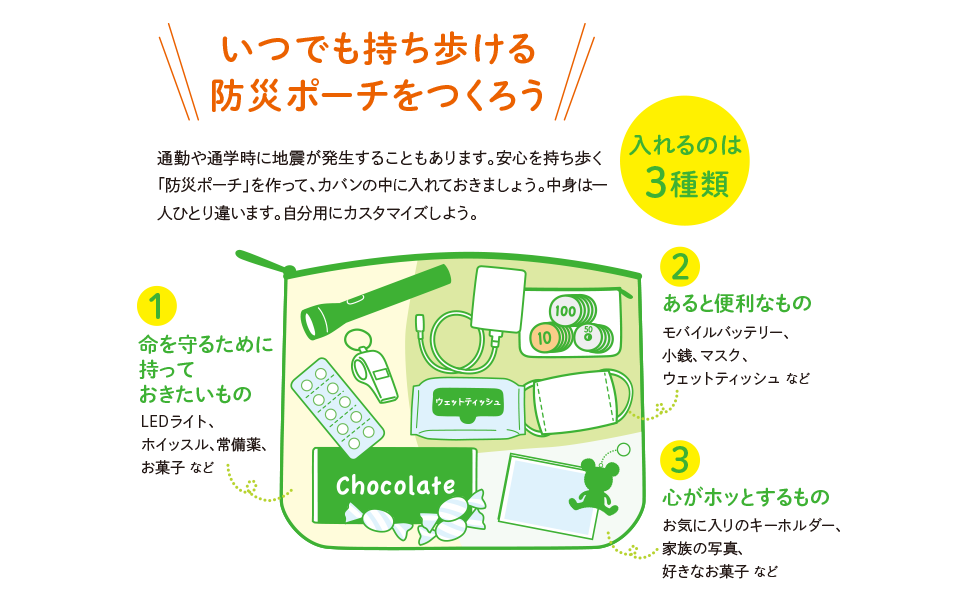 いつでも持ち歩ける
防災ポーチをつくろう
通勤や通学時に地震が発生することもあります。安心を持ち歩く
「防災ポーチ」を作って、カバンの中に入れておきましょう。中身は一
人ひとり違います。自分用にカスタマイズしよう。
入れるのは
3種類
1
命を守るために
持って
おきたいもの
LEDライト、
ホイッスル、常備薬、
お菓子 など
2
あると便利なもの
モバイルバッテリー、
小銭、マスク、
ウェットティッシュ など
3
心がホッとするもの
お気に入りのキーホルダー、
家族の写真、
好きなお菓子 など
100
10
50
ウェットティッシュ
Chocolate